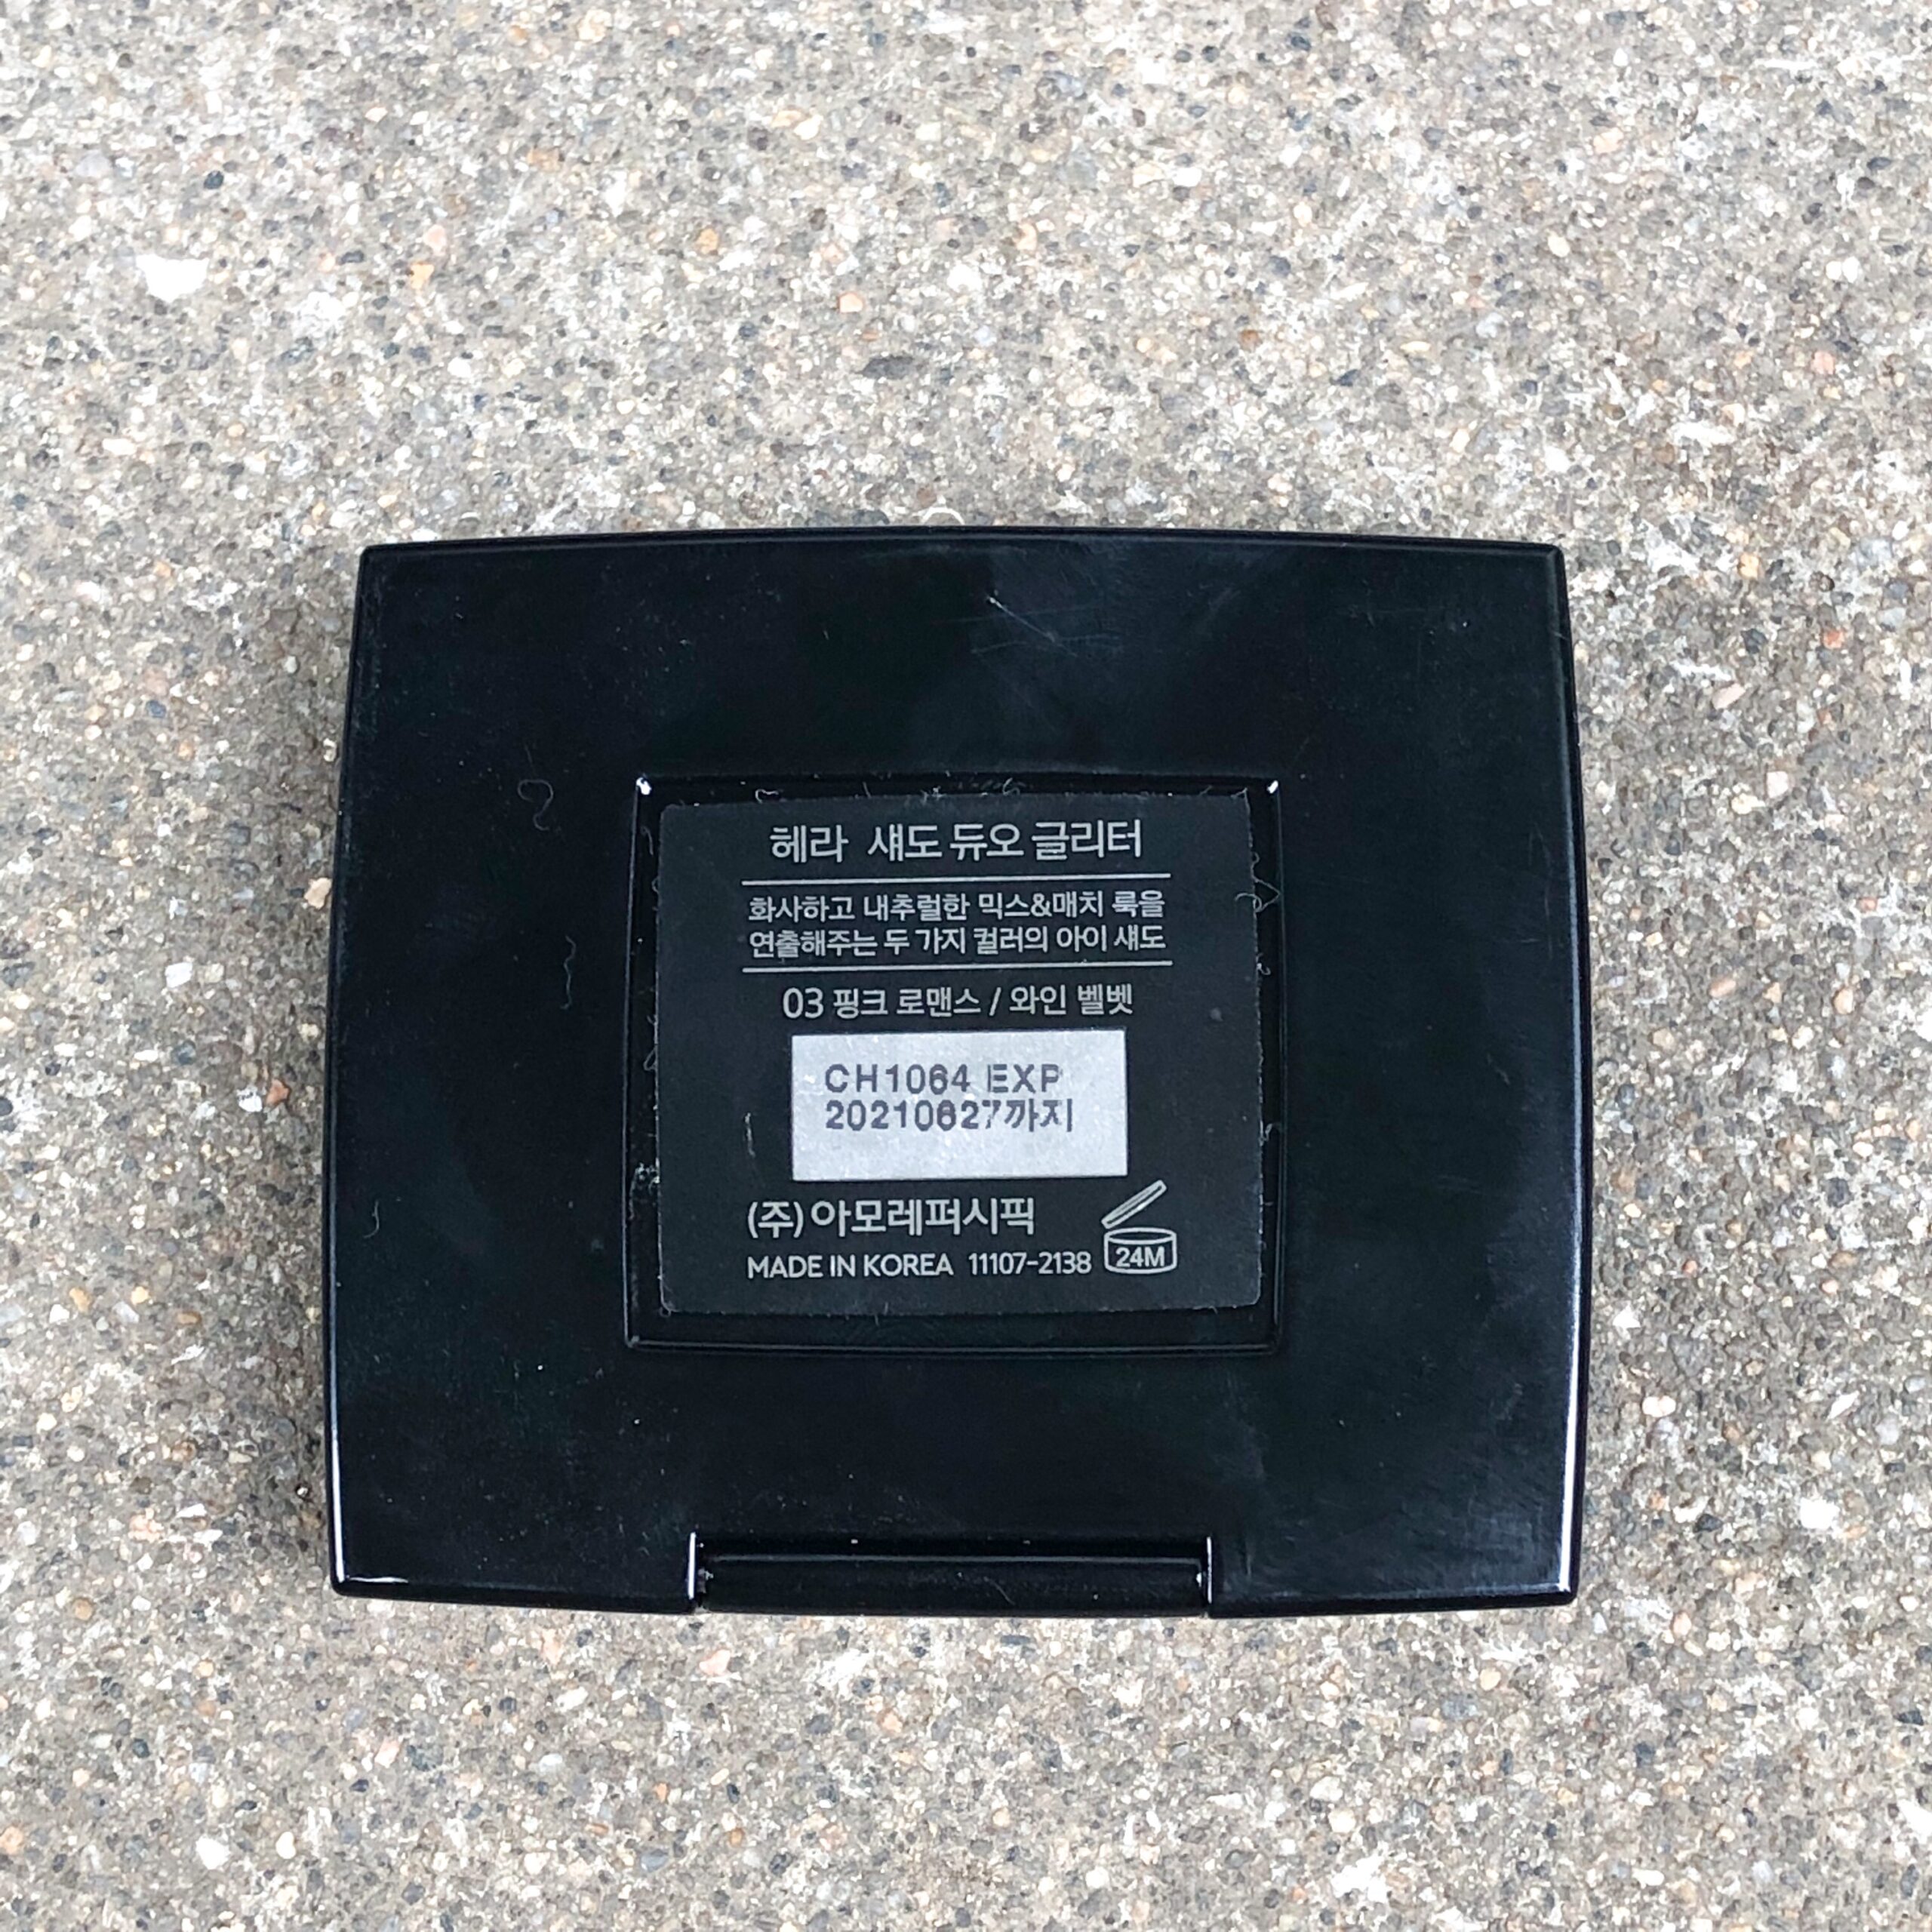 헤라 섀도 듀오 글리터
화사하고 내추럴한 믹스&매치 룩을
연출해주는 두 가지 컬러의 아이 섀도
03 핑크 로맨스 / 와인 벨벳
CH1064 EXP
20210627까지
(주)아모레퍼시픽
MADE IN KOREA 11107-2138 24M